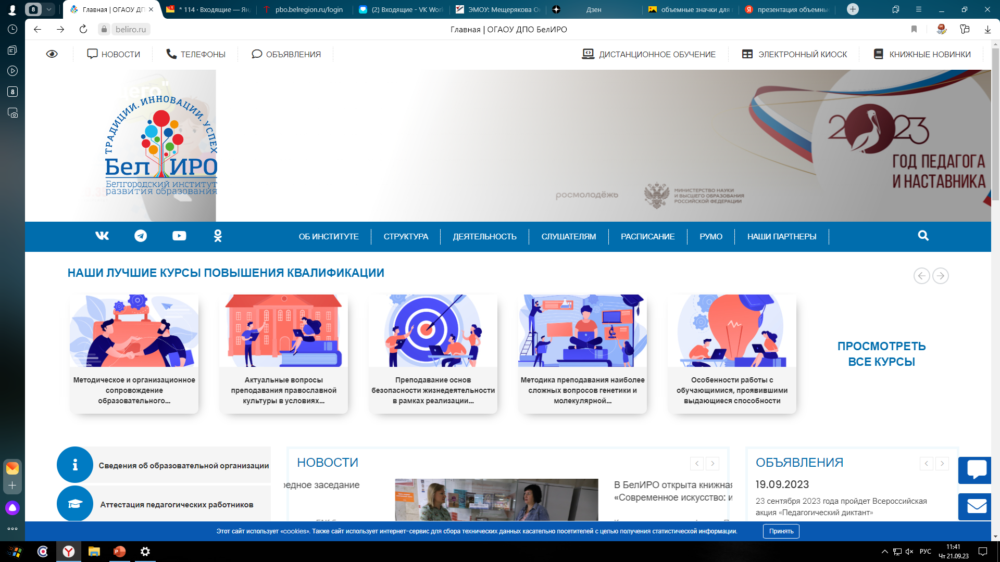 8
Главная | ОГАОУ ДП
* 114 · Входящие — Ян
pbo.belregion.ru/login
(2) Входящие - VK Work
ЭМОУ: Мещерякова О
Дзен
объемные значки для
презентация объемны
beliro.ru
Главная | ОГАОУ ДПО БелИРО
8
НОВОСТИ
ТЕЛЕФОНЫ
ОБЪЯВЛЕНИЯ
ДИСТАНЦИОННОЕ ОБУЧЕНИЕ
ЭЛЕКТРОННЫЙ КИОСК
КНИЖНЫЕ НОВИНКИ
ТРАДИЦИИ. ИННОВАЦИИ. УСПЕХ
БелИРО
Белгородский институт
развития образования
росмолодёжь
МИНИСТЕРСТВО НАУКИ
И ВЫСШЕГО ОБРАЗОВАНИЯ
РОССИЙСКОЙ ФЕДЕРАЦИИ
2023
ГОД ПЕДАГОГА
И НАСТАВНИКА
ОБ ИНСТИТУТЕ
СТРУКТУРА
ДЕЯТЕЛЬНОСТЬ
СЛУШАТЕЛЯМ
РАСПИСАНИЕ
РУМО
НАШИ ПАРТНЕРЫ
НАШИ ЛУЧШИЕ КУРСЫ ПОВЫШЕНИЯ КВАЛИФИКАЦИИ
Методическое и организационное
сопровождение
образовательного...
Актуальные вопросы
преподавания православной
культуры в условиях...
Преподавание основ
безопасности жизнедеятельности
в рамках реализации...
Методика преподавания наиболее
сложных вопросов генетики и
молекулярной...
Особенности работы с
обучающимися, проявившими
выдающиеся способности
ПРОСМОТРЕТЬ
ВСЕ КУРСЫ
Сведения об образовательной организации
Аттестация педагогических работников
НОВОСТИ
редное заседание
В БелИРО открыта книжная
«Современное искусство: и
ОБЪЯВЛЕНИЯ
19.09.2023
23 сентября 2023 года пройдет Всероссийская
акция «Педагогический диктант»
Этот сайт использует «cookies». Также сайт использует интернет-сервис для сбора технических данных касательно посетителей с целью получения статистической информации.
Принять
РУС
11:41
Чт 21.09.23